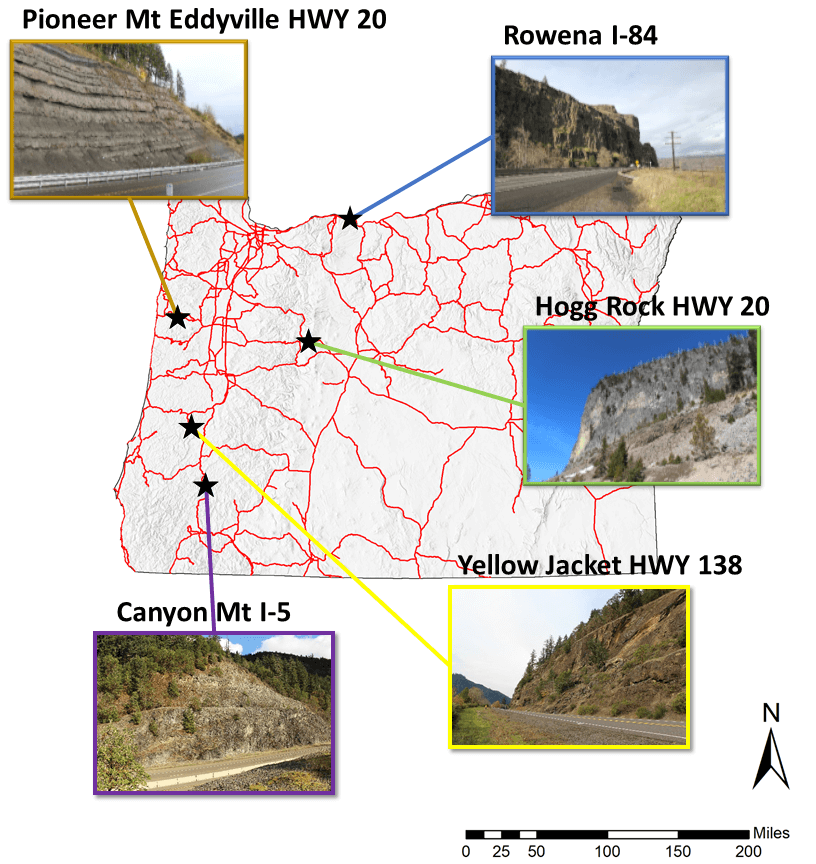 Pioneer Mt Eddyville HWY 20
Rowena I-84
Hogg Rock HWY 20
Yellow Jacket HWY 138
Canyon Mt I-5
N
Miles
0 25 50 100 150 200